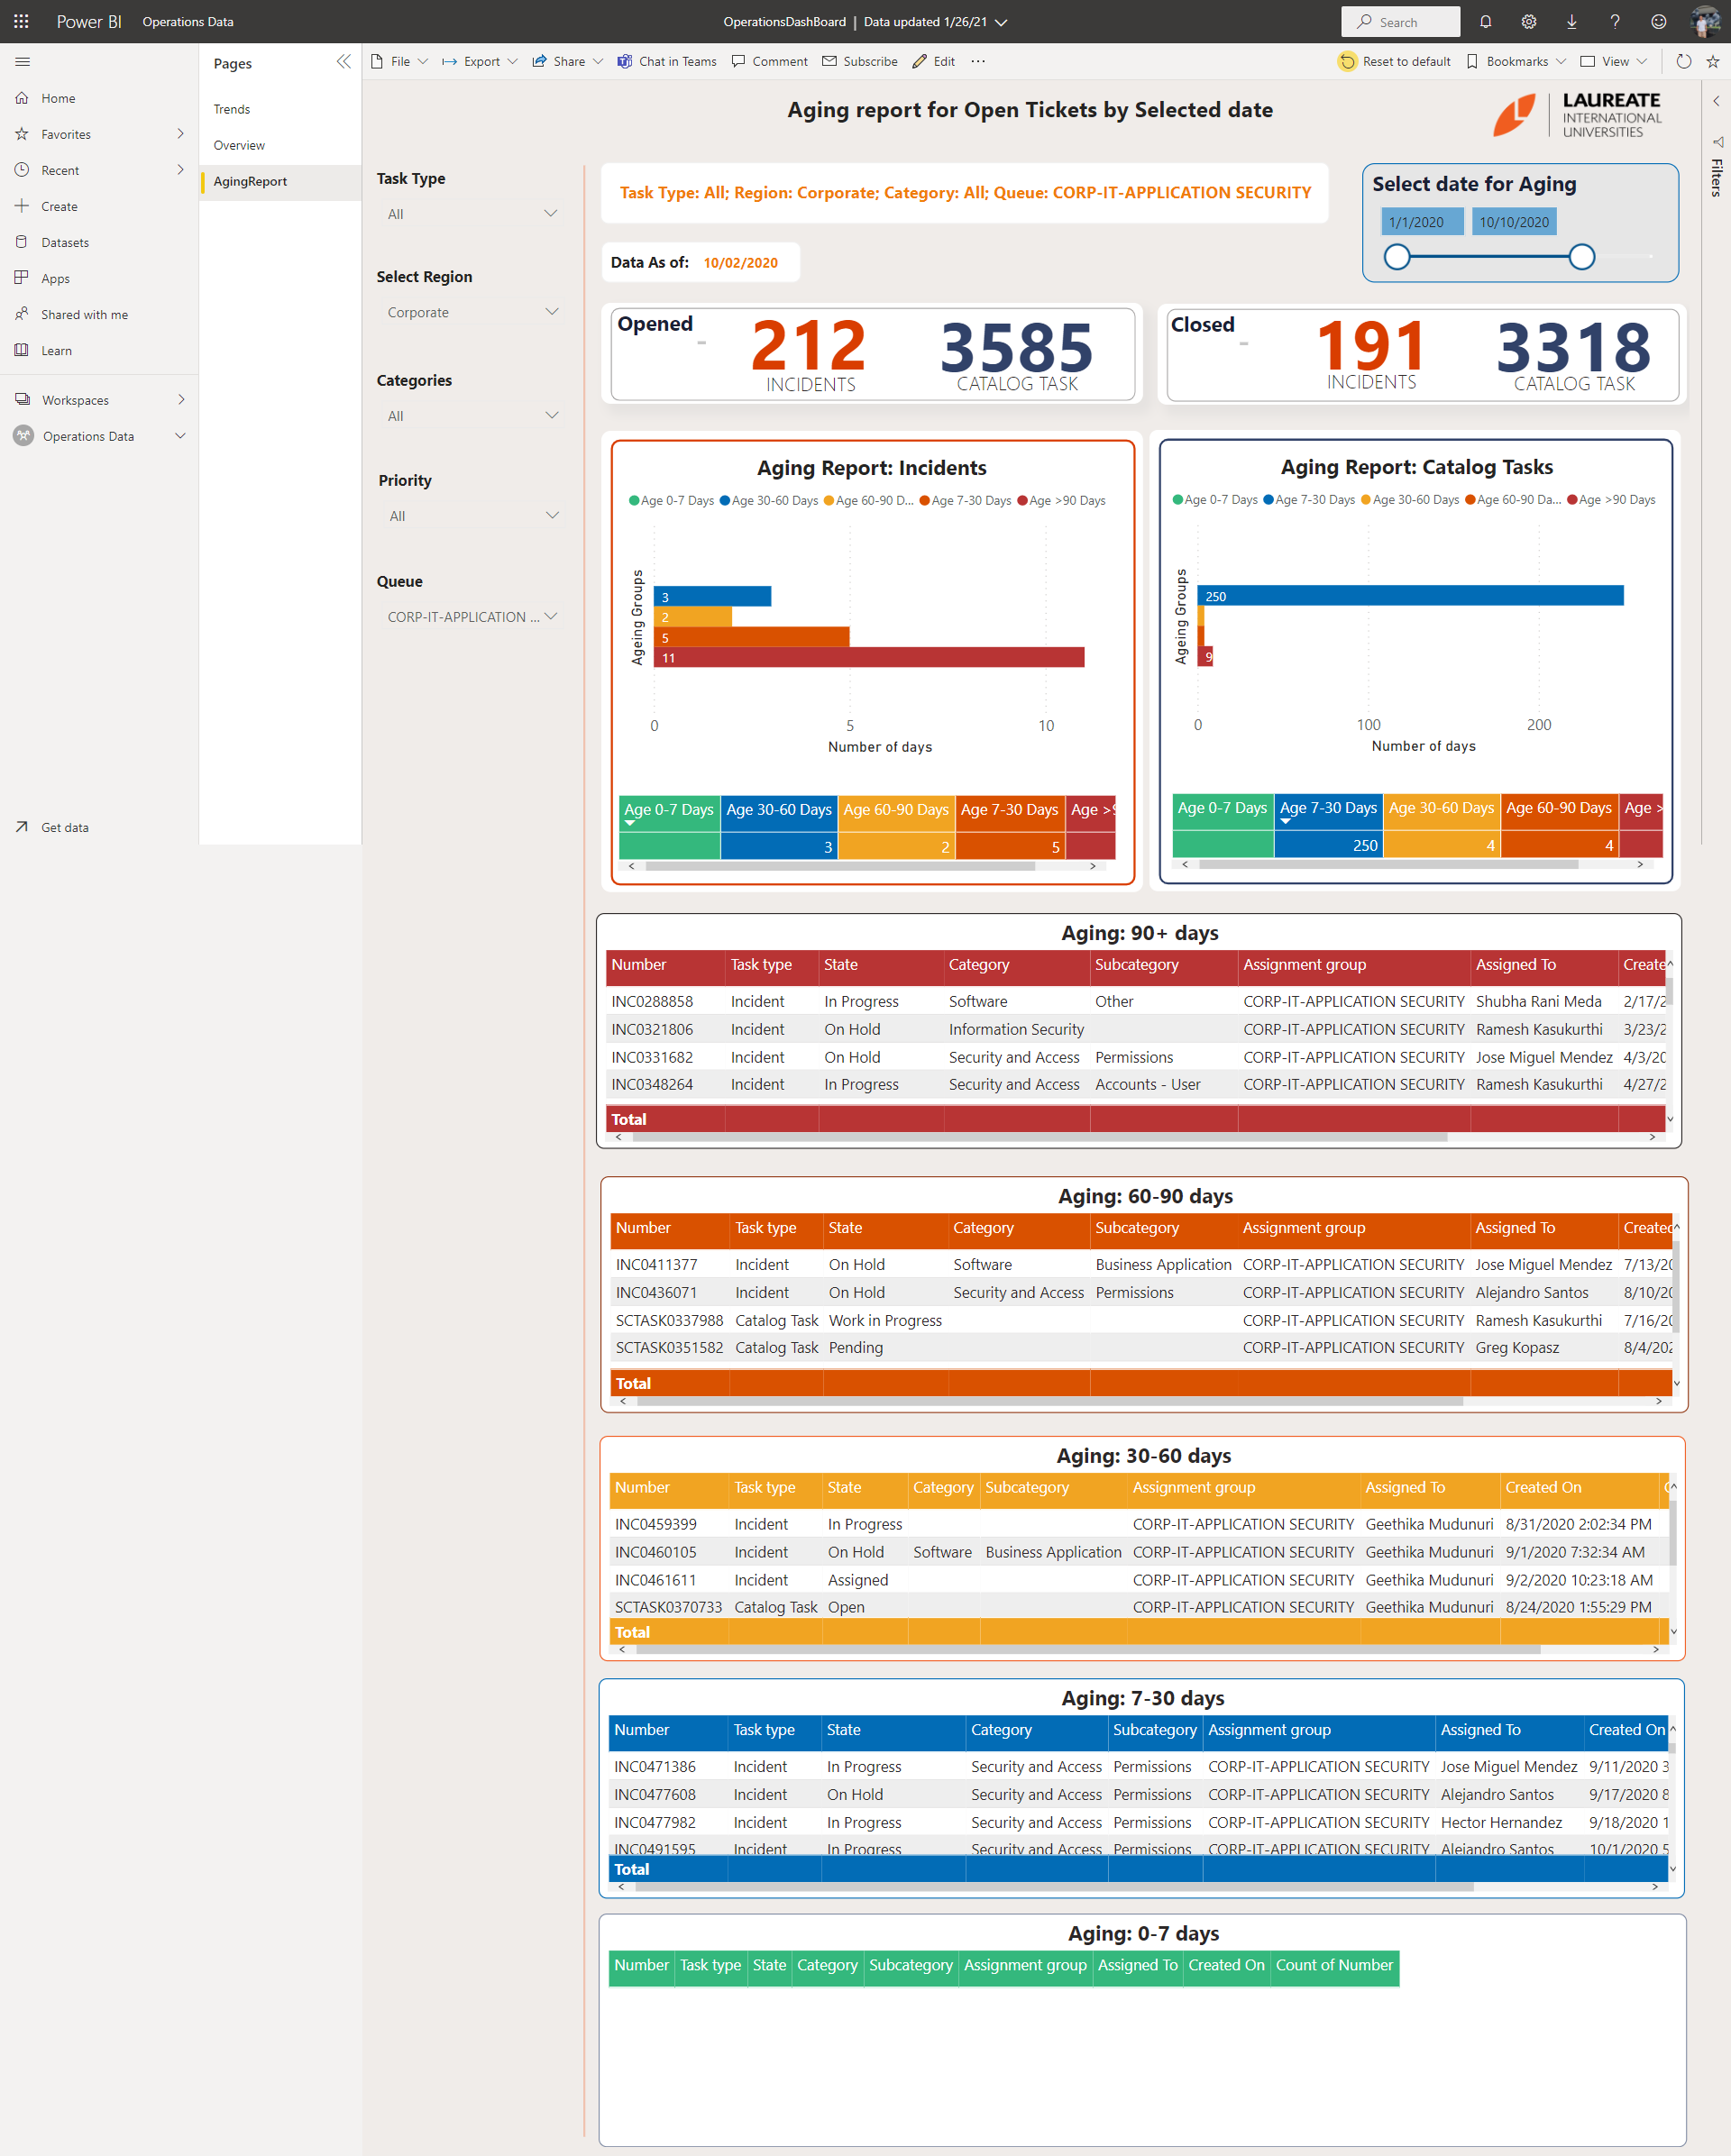 Power BI Operations Data OperationsDashBoard | Data updated 1/26/21 Search
Pages
Home
Favorites
Recent
Create
Datasets
Apps
Shared with me
Learn
Workspaces
Operations Data
Get data
Trends
Overview
AgingReport
File Export Share Chat in Teams Comment Subscribe Edit ... Reset to default Bookmarks View
Filters
Aging report for Open Tickets by Selected date
LAUREATE
INTERNATIONAL
UNIVERSITIES
Task Type
All
Select Region
Corporate
Categories
All
Priority
All
Queue
CORP-IT-APPLICATION ...
Task Type: All; Region: Corporate; Category: All; Queue: CORP-IT-APPLICATION SECURITY
Data As of: 10/02/2020
Select date for Aging
1/1/2020 10/10/2020
Opened - 212 3585
INCIDENTS CATALOG TASK
Closed - 191 3318
INCIDENTS CATALOG TASK
Aging Report: Incidents
Age 0-7 Days Age 30-60 Days Age 60-90 D... Age 7-30 Days Age >90 Days
Ageing Groups
3
2
5
11
0 5 10
Number of days
Age 0-7 Days Age 30-60 Days Age 60-90 Days Age 7-30 Days Age >9
3 2 5
Aging Report: Catalog Tasks
Age 0-7 Days Age 7-30 Days Age 30-60 Days Age 60-90 Da... Age >90 Days
Ageing Groups
250
9
0 100 200
Number of days
Age 0-7 Days Age 7-30 Days Age 30-60 Days Age 60-90 Days Age >
250 4 4
Aging: 90+ days
Number Task type State Category Subcategory Assignment group Assigned To Create
INC0288858 Incident In Progress Software Other CORP-IT-APPLICATION SECURITY Shubha Rani Meda 2/17/2
INC0321806 Incident On Hold Information Security CORP-IT-APPLICATION SECURITY Ramesh Kasukurthi 3/23/2
INC0331682 Incident On Hold Security and Access Permissions CORP-IT-APPLICATION SECURITY Jose Miguel Mendez 4/3/20
INC0348264 Incident In Progress Security and Access Accounts - User CORP-IT-APPLICATION SECURITY Ramesh Kasukurthi 4/27/2
Total
Aging: 60-90 days
Number Task type State Category Subcategory Assignment group Assigned To Created
INC0411377 Incident On Hold Software Business Application CORP-IT-APPLICATION SECURITY Jose Miguel Mendez 7/13/20
INC0436071 Incident On Hold Security and Access Permissions CORP-IT-APPLICATION SECURITY Alejandro Santos 8/10/20
SCTASK0337988 Catalog Task Work in Progress CORP-IT-APPLICATION SECURITY Ramesh Kasukurthi 7/16/20
SCTASK0351582 Catalog Task Pending CORP-IT-APPLICATION SECURITY Greg Kopasz 8/4/202
Total
Aging: 30-60 days
Number Task type State Category Subcategory Assignment group Assigned To Created On
INC0459399 Incident In Progress CORP-IT-APPLICATION SECURITY Geethika Mudunuri 8/31/2020 2:02:34 PM
INC0460105 Incident On Hold Software Business Application CORP-IT-APPLICATION SECURITY Geethika Mudunuri 9/1/2020 7:32:34 AM
INC0461611 Incident Assigned CORP-IT-APPLICATION SECURITY Geethika Mudunuri 9/2/2020 10:23:18 AM
SCTASK0370733 Catalog Task Open CORP-IT-APPLICATION SECURITY Geethika Mudunuri 8/24/2020 1:55:29 PM
Total
Aging: 7-30 days
Number Task type State Category Subcategory Assignment group Assigned To Created On
INC0471386 Incident In Progress Security and Access Permissions CORP-IT-APPLICATION SECURITY Jose Miguel Mendez 9/11/2020 3
INC0477608 Incident On Hold Security and Access Permissions CORP-IT-APPLICATION SECURITY Alejandro Santos 9/17/2020 8
INC0477982 Incident In Progress Security and Access Permissions CORP-IT-APPLICATION SECURITY Hector Hernandez 9/18/2020 1
INC0491595 Incident In Progress Security and Access Permissions CORP-IT-APPLICATION SECURITY Alejandro Santos 10/1/2020 5
Total
Aging: 0-7 days
Number Task type State Category Subcategory Assignment group Assigned To Created On Count of Number